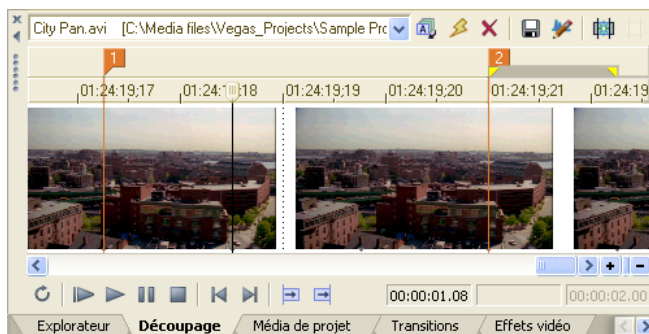 City Pan.avi [C:\Media files\Vegas_Projects\Sample Prc
1 2
01:24:19;17 01:24: ;18 01:24:19;19 01:24:19;20 01:24:19;21 01:24:19
00:00:01.08 00:00:02.00
Explorateur Découpage Média de projet Transitions Effets vidéo